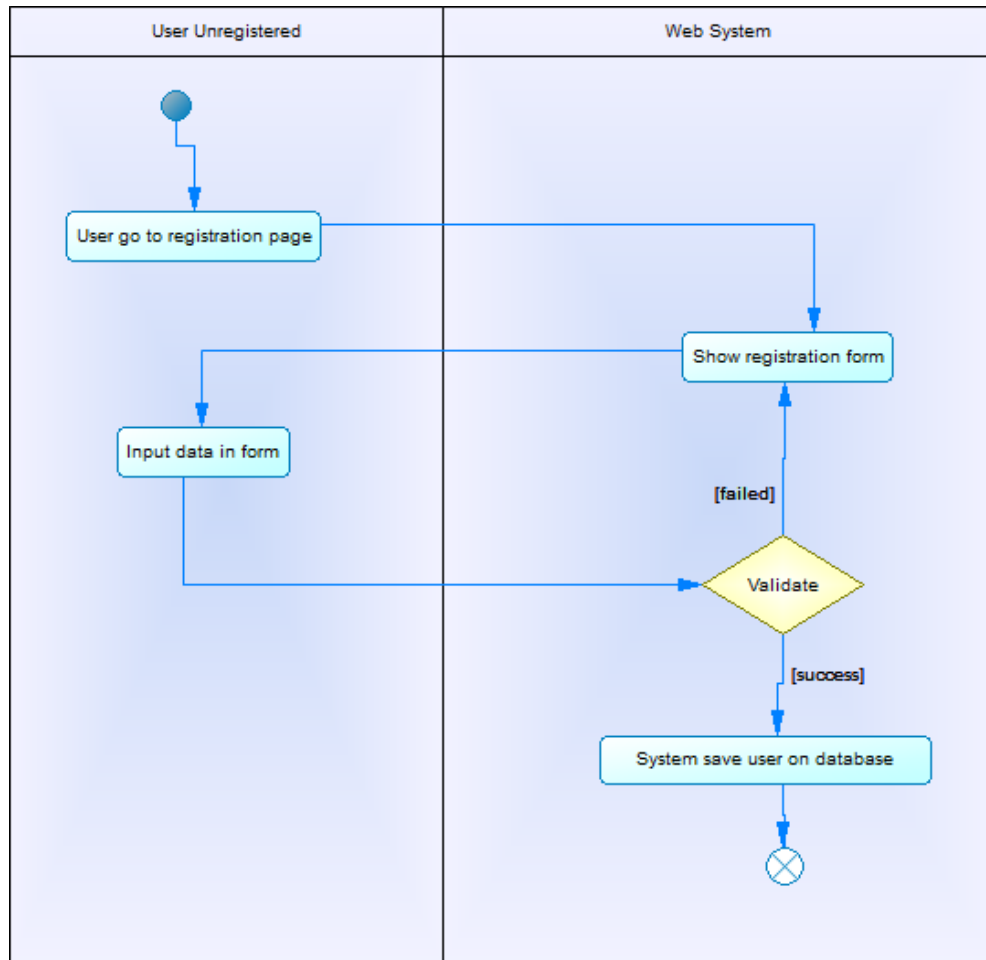 User Unregistered
Web System
User go to registration page
Show registration form
Input data in form
[failed]
Validate
[success]
System save user on database